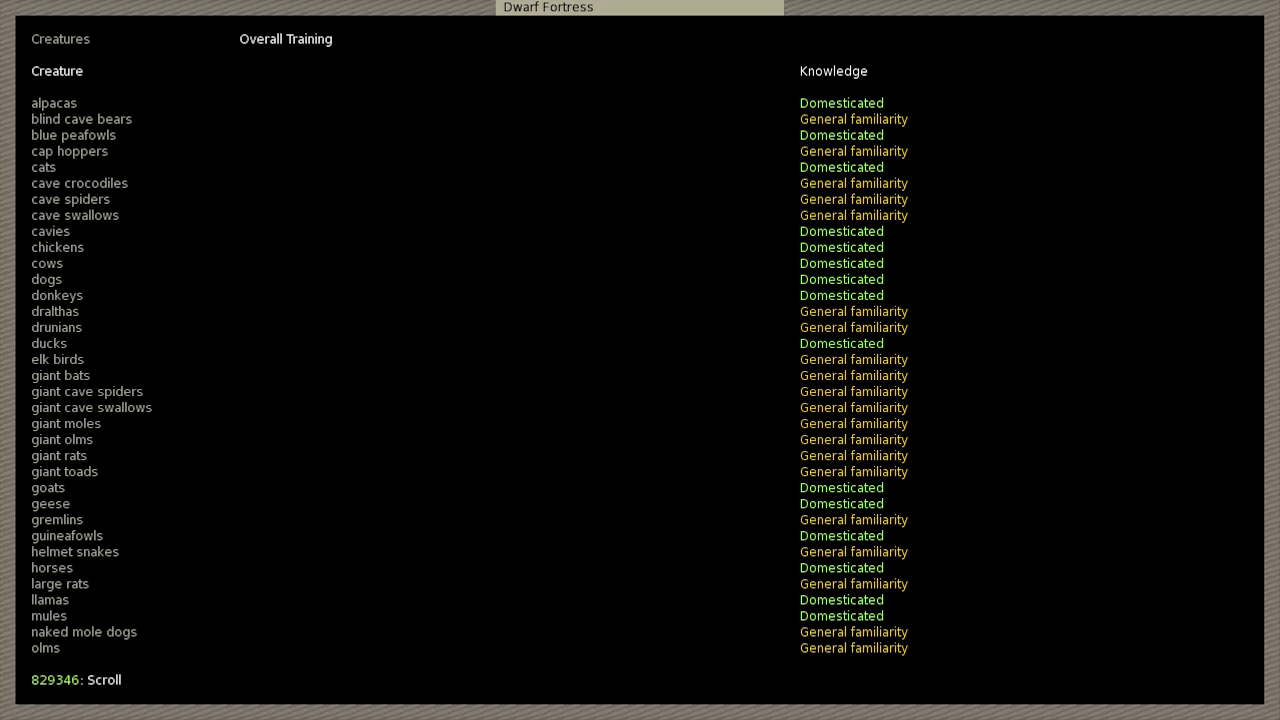 Dwarf Fortress
Creatures Overall Training
Creature Knowledge
alpacas Domesticated
blind cave bears General familiarity
blue peafowls Domesticated
cap hoppers General familiarity
cats Domesticated
cave crocodiles General familiarity
cave spiders General familiarity
cave swallows General familiarity
cavies Domesticated
chickens Domesticated
cows Domesticated
dogs Domesticated
donkeys Domesticated
dralthas General familiarity
drunians General familiarity
ducks Domesticated
elk birds General familiarity
giant bats General familiarity
giant cave spiders General familiarity
giant cave swallows General familiarity
giant moles General familiarity
giant olms General familiarity
giant rats General familiarity
giant toads General familiarity
goats Domesticated
geese Domesticated
gremlins General familiarity
guineafowls Domesticated
helmet snakes General familiarity
horses Domesticated
large rats General familiarity
llamas Domesticated
mules Domesticated
naked mole dogs General familiarity
olms General familiarity
829346: Scroll